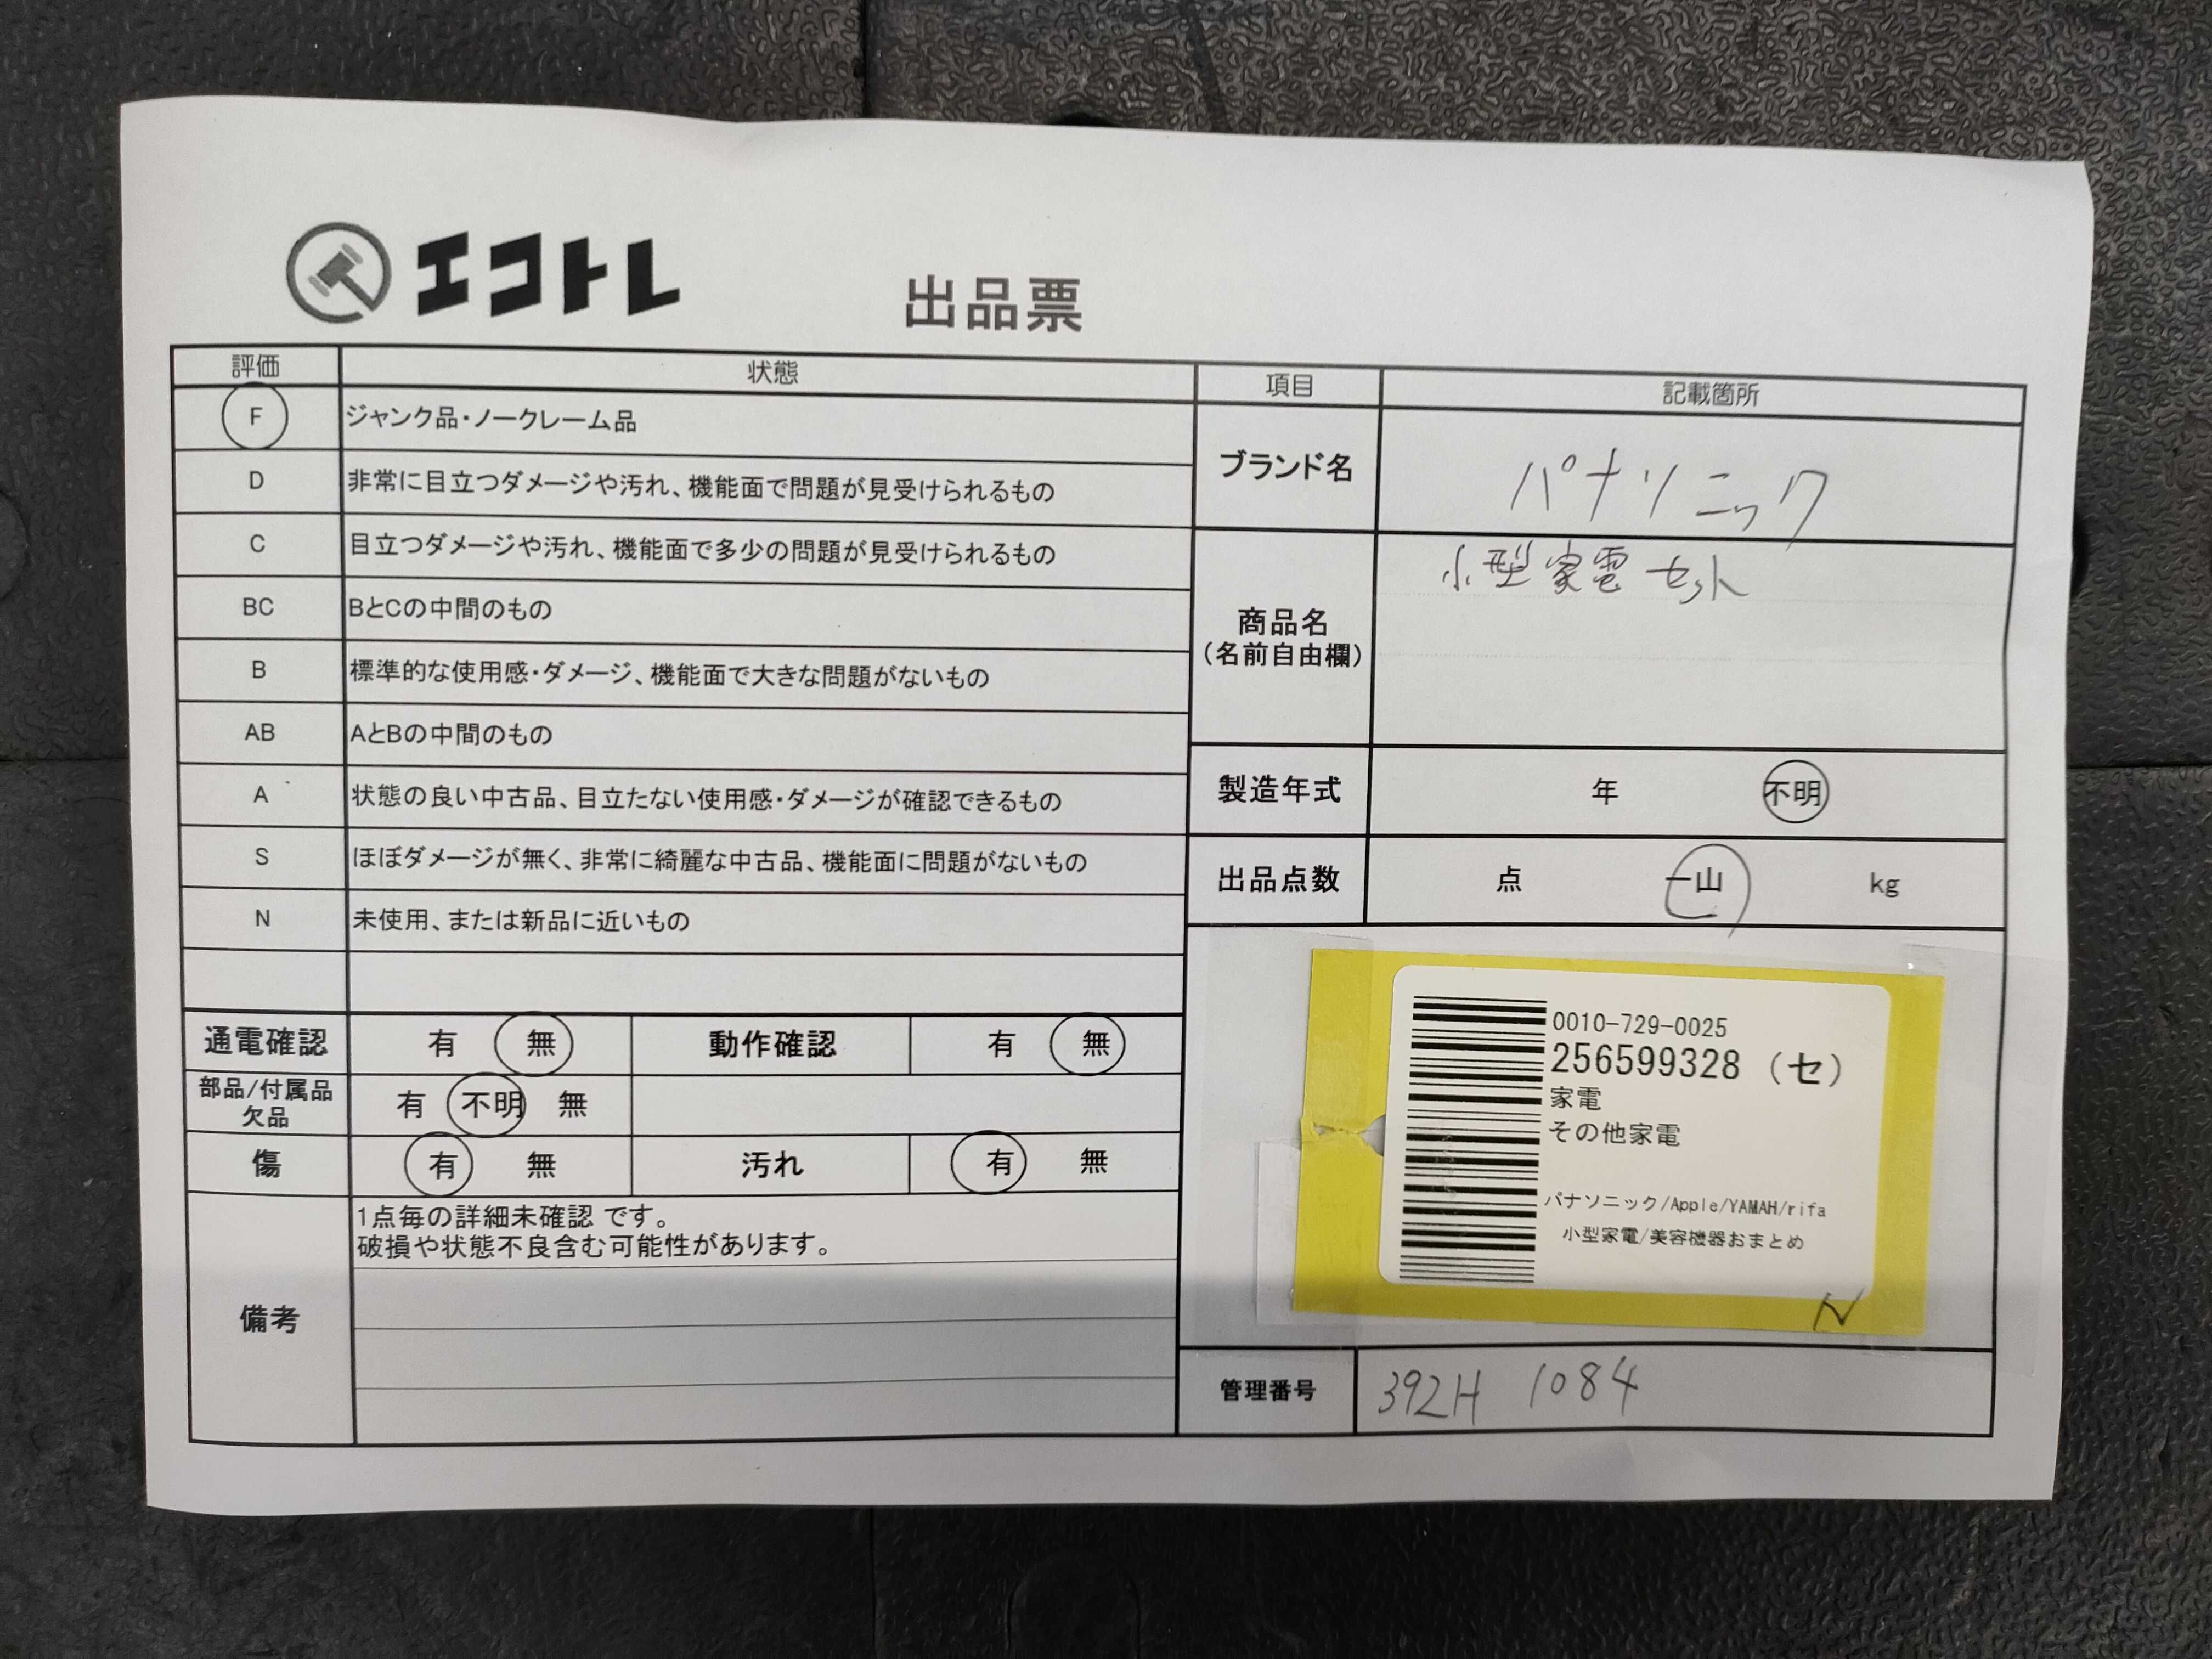 エコトレ
出品票
評価 状態
F ジャンク品・ノークレーム品
D 非常に目立つダメージや汚れ、機能面で問題が見受けられるもの
C 目立つダメージや汚れ、機能面で多少の問題が見受けられるもの
BC BとCの中間のもの
B 標準的な使用感・ダメージ、機能面で大きな問題がないもの
AB AとBの中間のもの
A 状態の良い中古品、目立たない使用感・ダメージが確認できるもの
S ほぼダメージが無く、非常に綺麗な中古品、機能面に問題がないもの
N 未使用、または新品に近いもの
通電確認 有 無 動作確認 有 無
部品/付属品
欠品
有 不明 無
傷 有 無 汚れ 有 無
備考
1点毎の詳細未確認 です。
破損や状態不良含む可能性があります。
項目 記載箇所
ブランド名 パナソニック
商品名
(名前自由欄)
小型家電セット
製造年式 年 不明
出品点数 点 一山 kg
0010-729-0025
256599328 (セ)
家電
その他家電
パナソニック/Apple/YAMAH/rifa
小型家電/美容機器おまとめ
N
管理番号 392H 1084